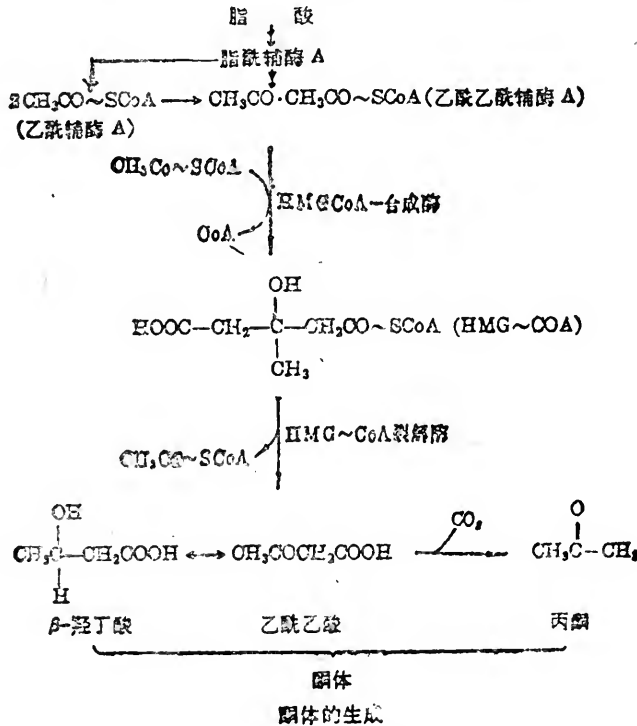 脂 酸
脂酰辅酶 A
2CH₃CO~SCoA → CH₃CO·CH₃CO~SCoA (乙酰乙酰辅酶 A)
(乙酰辅酶 A)
CH₃Co~SCoA
HMGCoA-合成酶
CoA
OH
HOOC-CH₂-C-CH₂CO~SCoA (HMG~COA)
CH₃
HMG~CoA裂解酶
CH₃CO~SCoA
OH CO₂ O
CH₃C-CH₂COOH ↔ CH₃COCH₂COOH → CH₃C-CH₃
H
β-羟丁酸 乙酰乙酸 丙酮
酮体
酮体的生成